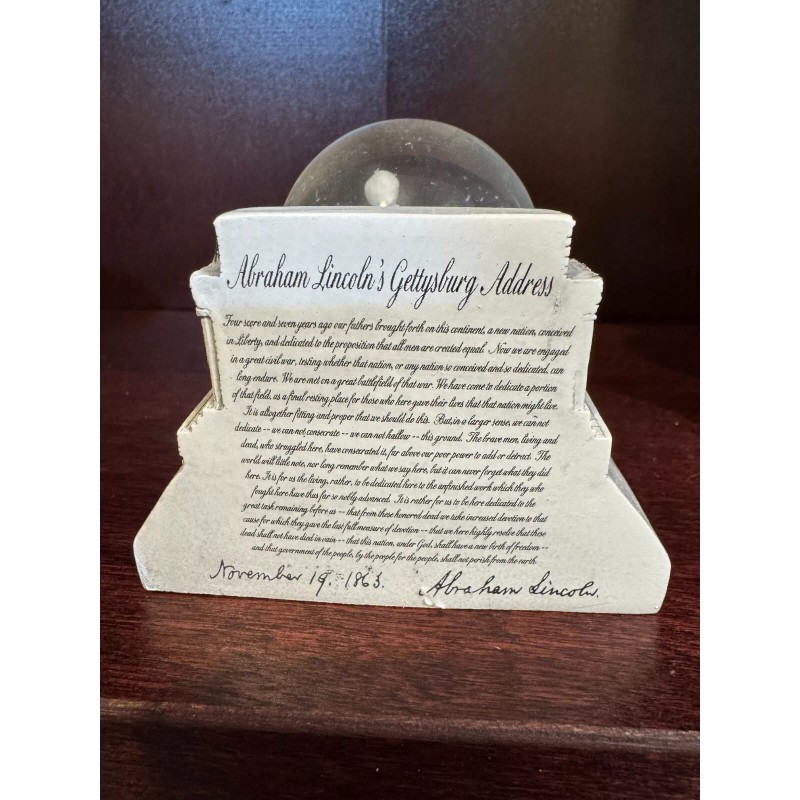 Abraham Lincoln's Gettysburg Address
Four score and seven years ago our fathers brought forth on this continent, a new nation, conceived
in Liberty, and dedicated to the proposition that all men are created equal. Now we are engaged
in a great civil war, testing whether that nation, or any nation so conceived and so dedicated, can
long endure. We are met on a great battlefield of that war. We have come to dedicate a portion
of that field, as a final resting place for those who here gave their lives that that nation might live.
It is altogether fitting and proper that we should do this. But, in a larger sense, we can not
dedicate -- we can not consecrate -- we can not hallow -- this ground. The brave men, living and
dead, who struggled here, have consecrated it, far above our poor power to add or detract. The
world will little note, nor long remember what we say here, but it can never forget what they did
here. It is for us the living, rather, to be dedicated here to the unfinished work which they who
fought here have thus far so nobly advanced. It is rather for us to be here dedicated to the
great task remaining before us -- that from these honored dead we take increased devotion to that
cause for which they gave the last full measure of devotion -- that we here highly resolve that these
dead shall not have died in vain -- that this nation, under God, shall have a new birth of freedom --
and that government of the people, by the people for the people, shall not perish from the earth.
November 19, 1863. Abraham Lincoln.